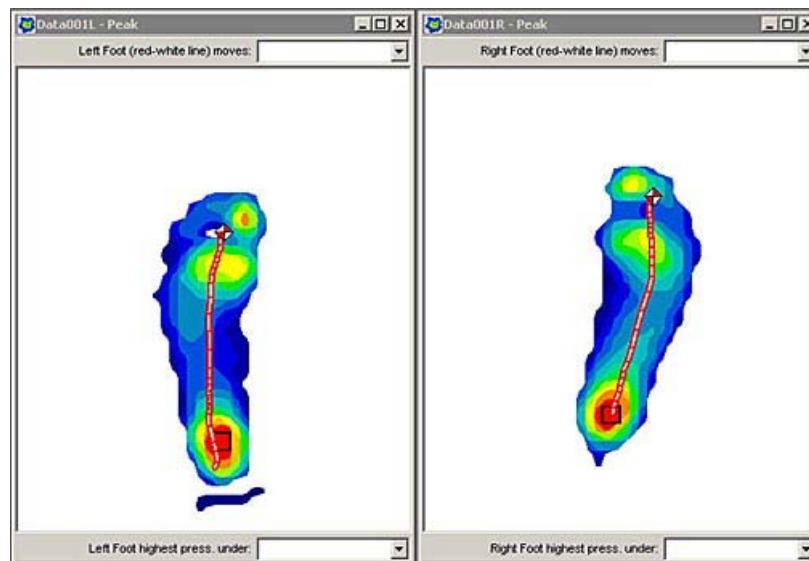 Data001L - Peak
Left Foot (red-white line) moves:
Left Foot highest press. under:
Data001R - Peak
Right Foot (red-white line) moves:
Right Foot highest press. under: